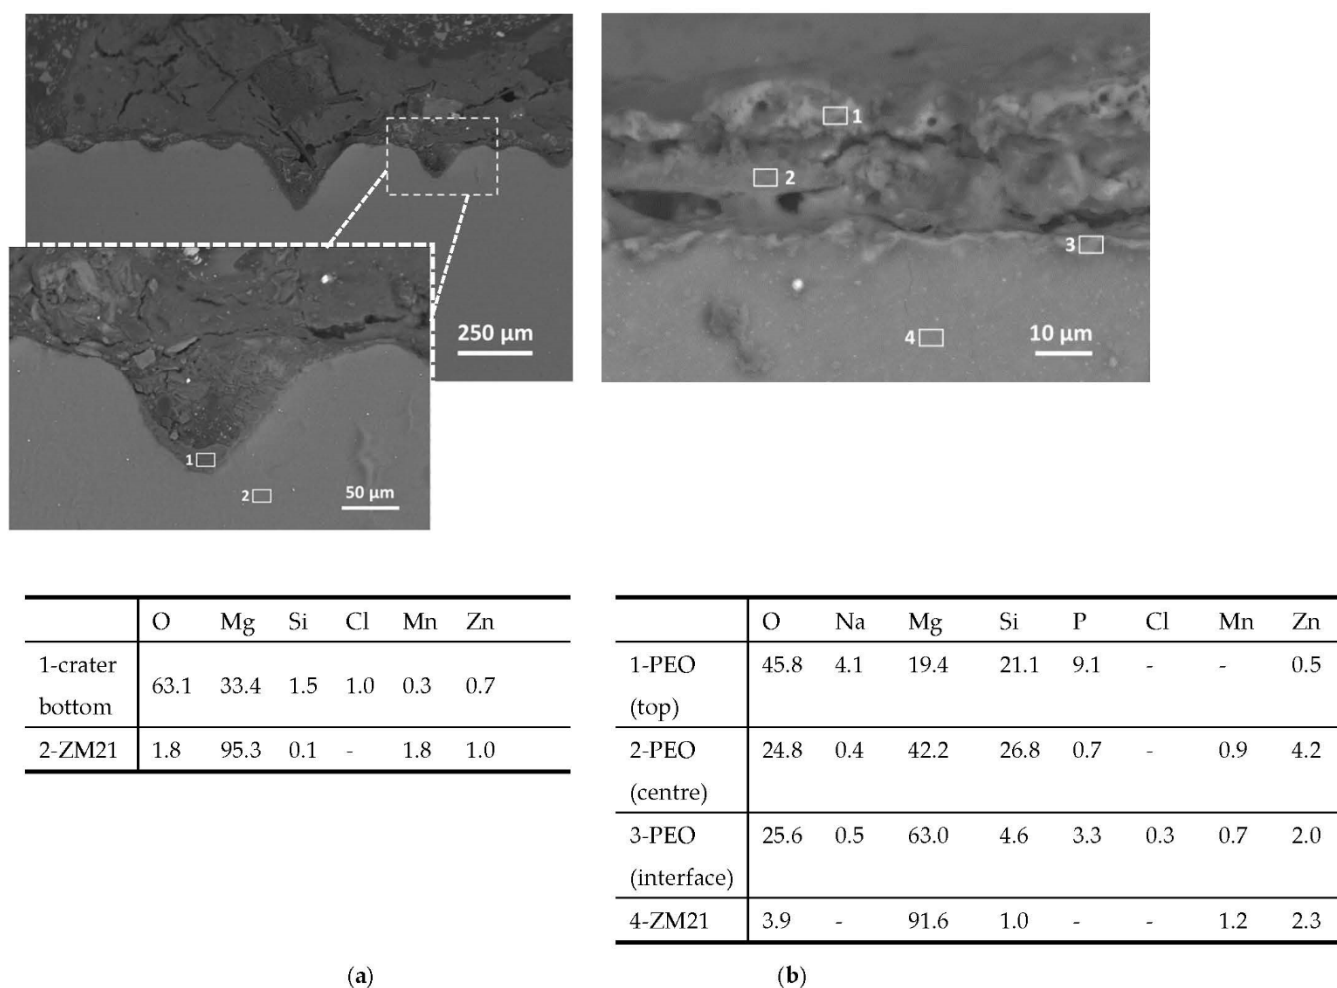 250 µm
1
2
50 µm
1
2
3
4
10 µm
O Mg Si Cl Mn Zn
1-crater
bottom
63.1 33.4 1.5 1.0 0.3 0.7
2-ZM21 1.8 95.3 0.1 - 1.8 1.0
(a)
O Na Mg Si P Cl Mn Zn
1-PEO 45.8 4.1 19.4 21.1 9.1 - - 0.5
(top)
2-PEO 24.8 0.4 42.2 26.8 0.7 - 0.9 4.2
(centre)
3-PEO 25.6 0.5 63.0 4.6 3.3 0.3 0.7 2.0
(interface)
4-ZM21 3.9 - 91.6 1.0 - - 1.2 2.3
(b)